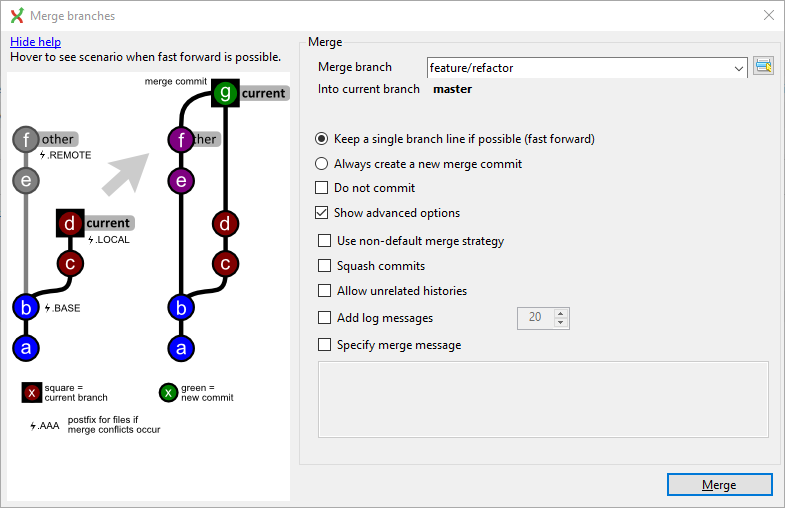 Merge branches
Hide help
Hover to see scenario when fast forward is possible.
merge commit
g current
f other
.REMOTE
e
d current
.LOCAL
c
b .BASE
a
f ther
e
d
c
b
a
x square =
current branch
x green =
new commit
.AAA postfix for files if
merge conflicts occur
Merge
Merge branch feature/refactor
Into current branch master
Keep a single branch line if possible (fast forward)
Always create a new merge commit
Do not commit
Show advanced options
Use non-default merge strategy
Squash commits
Allow unrelated histories
Add log messages 20
Specify merge message
Merge